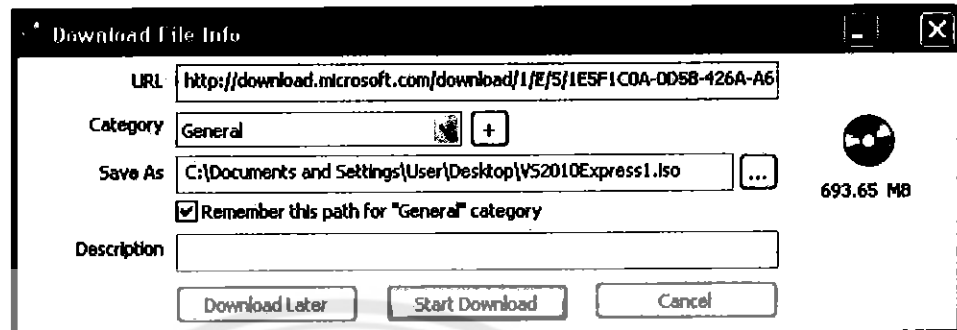 Download File Info
URL http://download.microsoft.com/download/1/E/5/1E5F1C0A-0D5B-426A-A6
Category General +
Save As C:\Documents and Settings\User\Desktop\VS2010Express1.iso ...
693.65 MB
Remember this path for "General" category
Description
Download Later Start Download Cancel